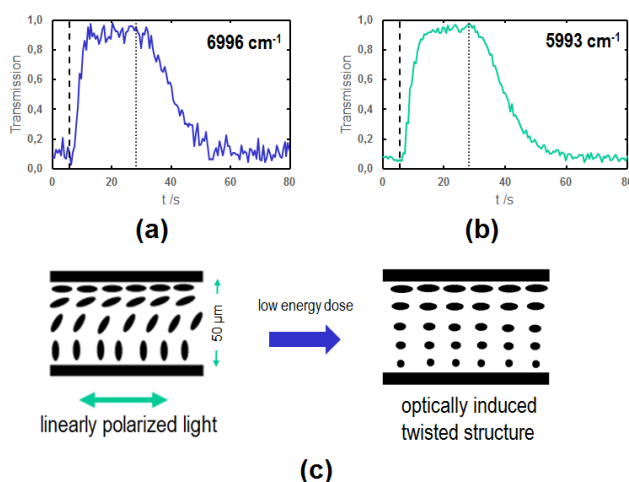 1,0
0,8
0,6
0,4
0,2
0,0
Transmission
6996 cm⁻¹
0 20 40 60 80
t /s
(a)
1,0
0,8
0,6
0,4
0,2
0,0
Transmission
5993 cm⁻¹
0 20 40 60 80
t /s
(b)
50 µm
linearly polarized light
low energy dose
optically induced
twisted structure
(c)